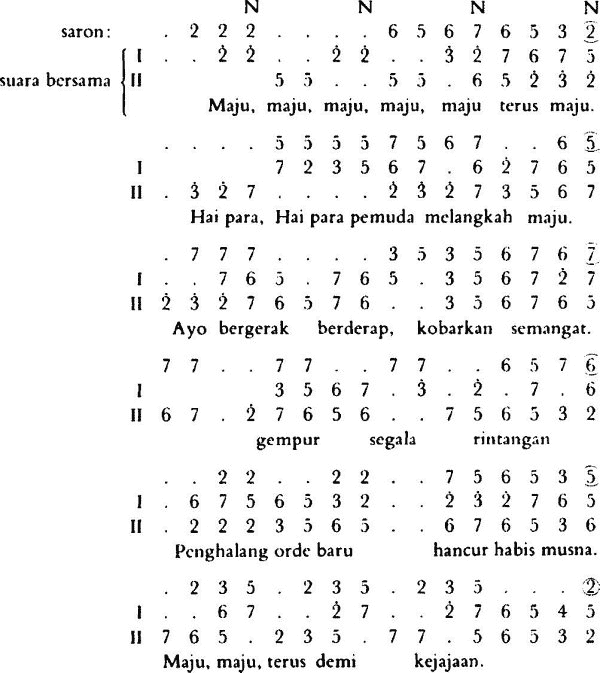 N N N N
saron: . 2 2 2 . . . . 6 5 6 7 6 5 3 2
I . . 2̇ 2̇ . . 2̇ 2̇ . . 3̇ 2̇ 7 6 7 5
suara bersama II 5 5 . . 5 5 . 6 5 2̇ 3̇ 2̇
Maju, maju, maju, maju, maju terus maju.
. . . . 5 5 5 5 7 5 6 7 . . 6 5
I 7 2 3 5 6 7 . 6 2̇ 7 6 5
II . 3̇ 2̇ 7 . . . . 2̇ 3̇ 2̇ 7 3 5 6 7
Hai para, Hai para pemuda melangkah maju.
. 7 7 7 . . . . 3 5 3 5 6 7 6 7
I . . 7 6 5 . 7 6 5 . 3 5 6 7 2̇ 7
II 2̇ 3̇ 2̇ 7 6 5 7 6 . . 3 5 6 7 6 5
Ayo bergerak berderap, kobarkan semangat.
7 7 . . 7 7 . . 7 7 . . 6 5 7 6
I 3 5 6 7 . 3̇ . 2̇ . 7 . 6
II 6 7 . 2̇ 7 6 5 6 . . 7 5 6 5 3 2
gempur segala rintangan
. . 2 2 . . 2 2 . . 7 5 6 5 3 5
I . 6 7 5 6 5 3 2 . . 2̇ 3̇ 2̇ 7 6 5
II . 2 2 2 3 5 6 5 . . 6 7 6 5 3 6
Penghalang orde baru hancur habis musna.
. 2 3 5 . 2 3 5 . 2 3 5 . . . 2
I . . 6 7 . . 2̇ 7 . . 2̇ 7 6 5 4 5
II 7 6 5 . 2 3 5 . 7 7 . 5 6 5 3 2
Maju, maju, terus demi kejajaan.